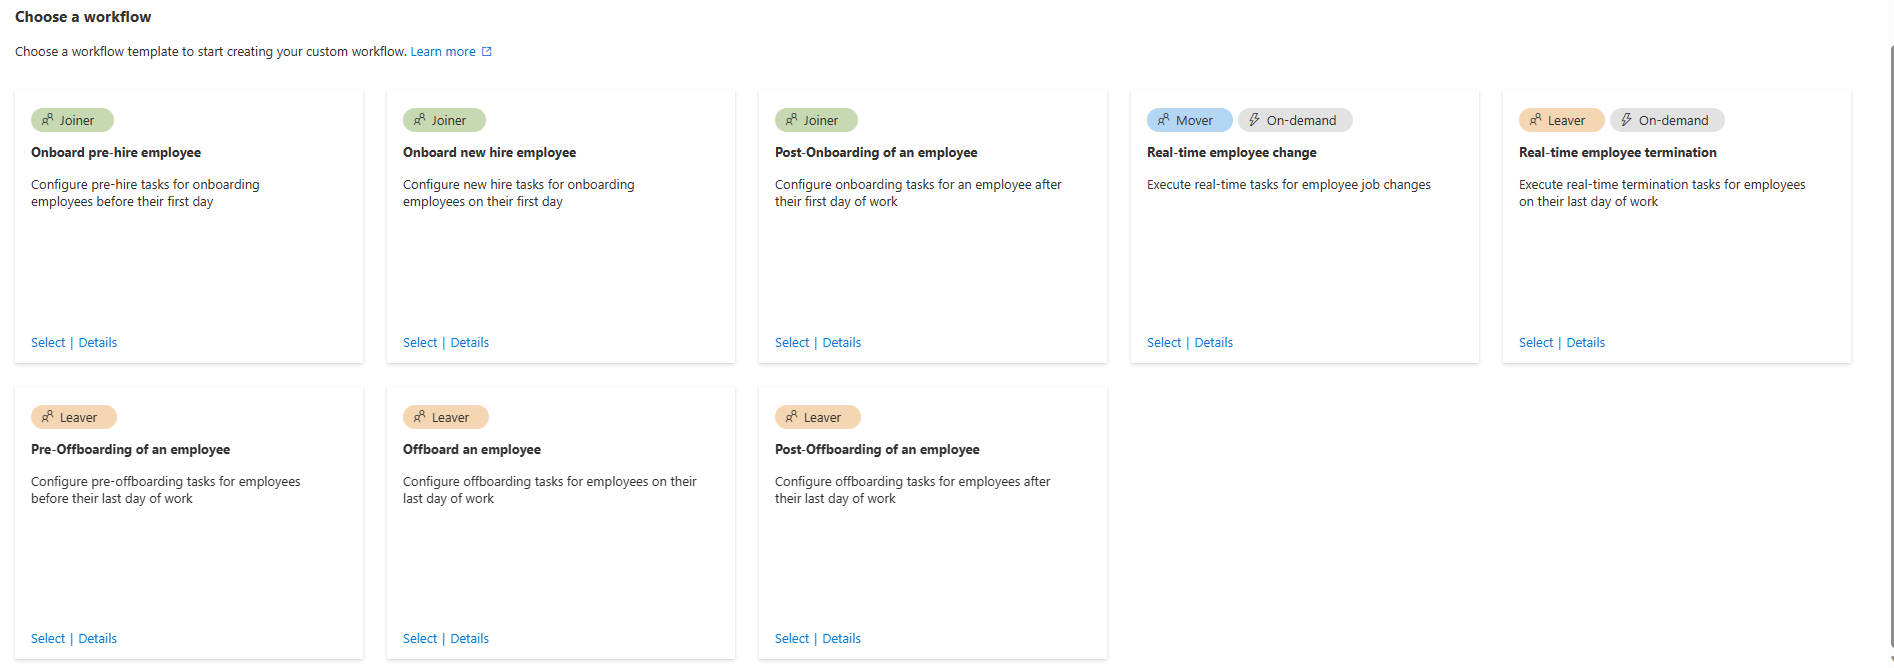 Choose a workflow
Choose a workflow template to start creating your custom workflow. Learn more
Joiner
Onboard pre-hire employee
Configure pre-hire tasks for onboarding
employees before their first day
Select | Details
Joiner
Onboard new hire employee
Configure new hire tasks for onboarding
employees on their first day
Select | Details
Joiner
Post-Onboarding of an employee
Configure onboarding tasks for an employee after
their first day of work
Select | Details
Mover On-demand
Real-time employee change
Execute real-time tasks for employee job changes
Select | Details
Leaver On-demand
Real-time employee termination
Execute real-time termination tasks for employees
on their last day of work
Select | Details
Leaver
Pre-Offboarding of an employee
Configure pre-offboarding tasks for employees
before their last day of work
Select | Details
Leaver
Offboard an employee
Configure offboarding tasks for employees on their
last day of work
Select | Details
Leaver
Post-Offboarding of an employee
Configure offboarding tasks for employees after
their last day of work
Select | Details